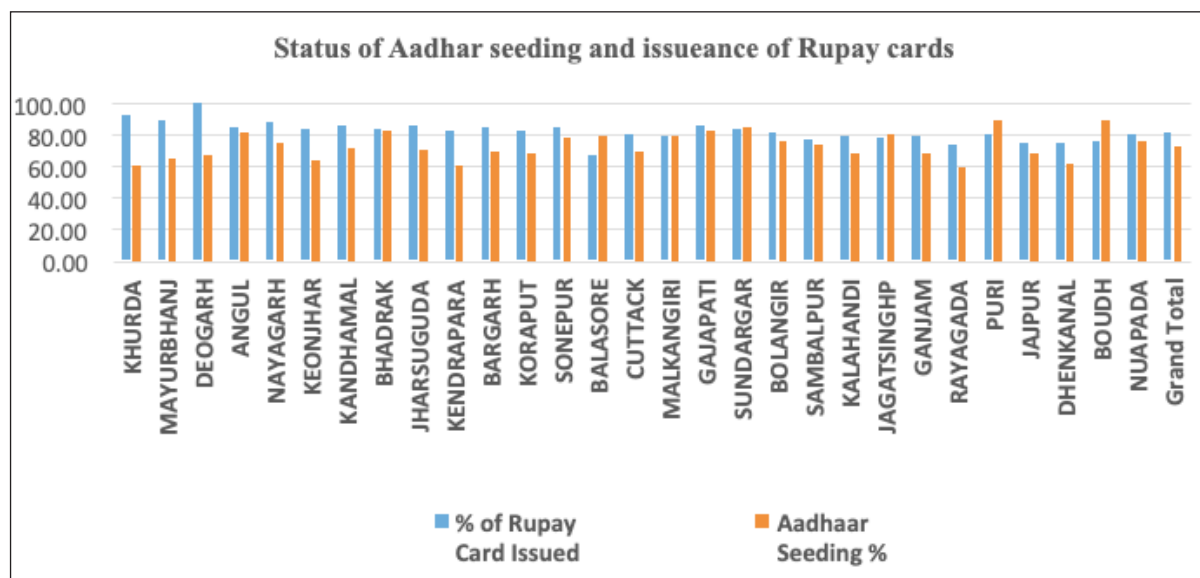 Status of Aadhar seeding and issueance of Rupay cards
100.00
80.00
60.00
40.00
20.00
0.00
KHURDA
MAYURBHANJ
DEOGARH
ANGUL
NAYAGARH
KEONJHAR
KANDHAMAL
BHADRAK
JHARSUGUDA
KENDRAPARA
BARGARH
KORAPUT
SONEPUR
BALASORE
CUTTACK
MALKANGIRI
GAJAPATI
SUNDARGAR
BOLANGIR
SAMBALPUR
KALAHANDI
JAGATSINGHP
GANJAM
RAYAGADA
PURI
JAJPUR
DHENKANAL
BOUDH
NUAPADA
Grand Total
% of Rupay
Card Issued
Aadhaar
Seeding %